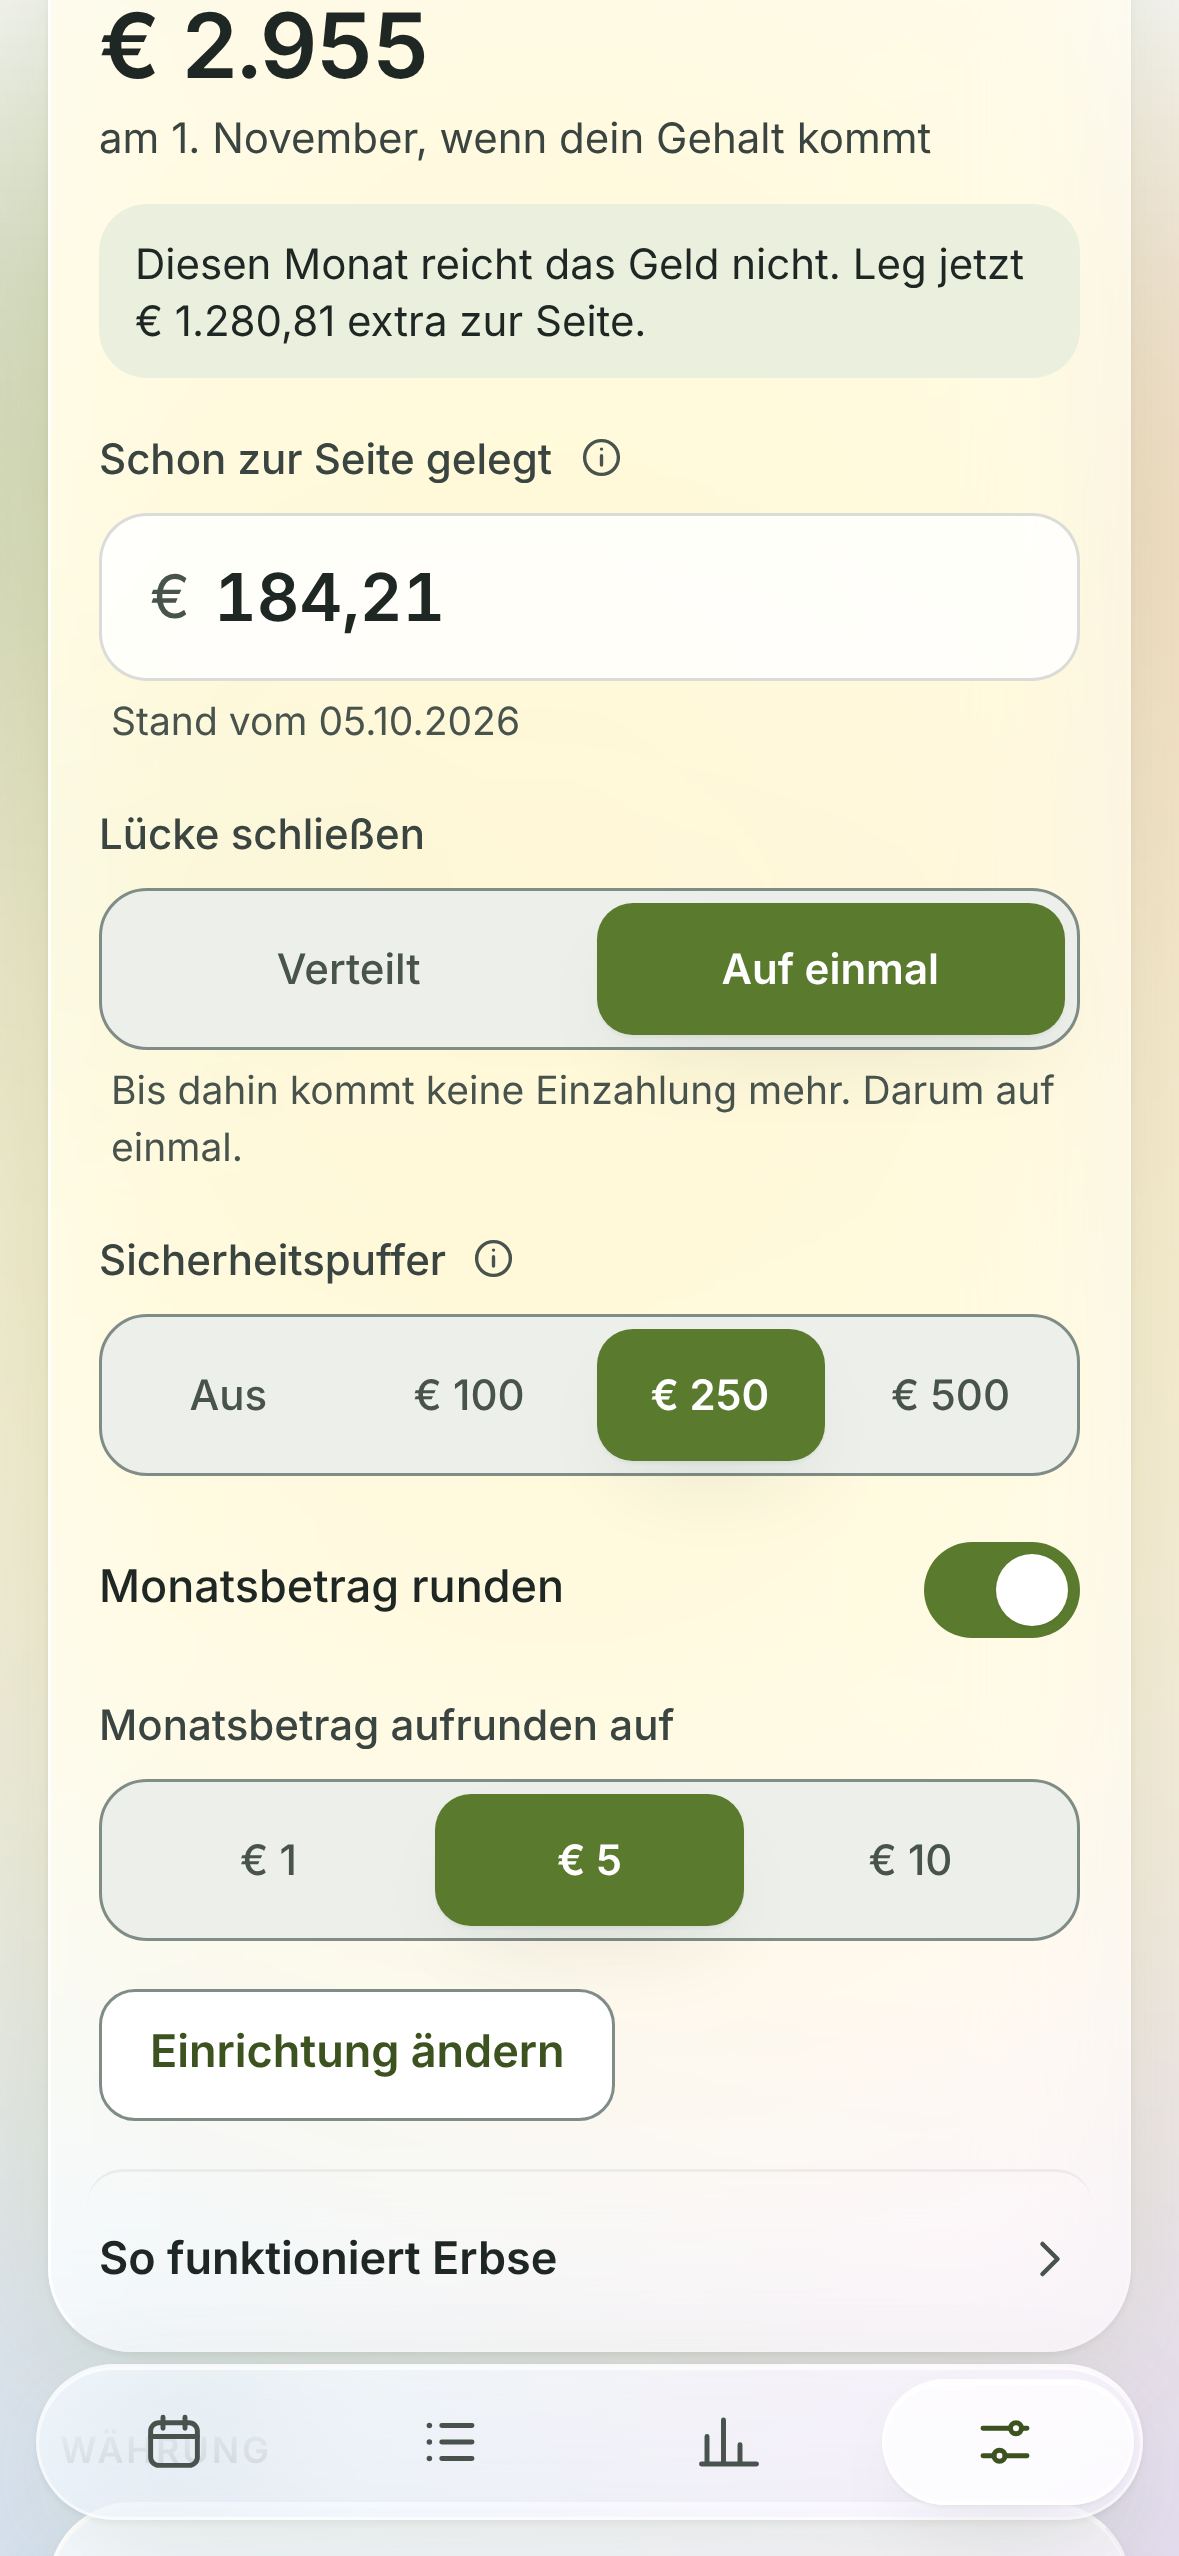 € 2.955
am 1. November, wenn dein Gehalt kommt
Diesen Monat reicht das Geld nicht. Leg jetzt
€ 1.280,81 extra zur Seite.
Schon zur Seite gelegt
€ 184,21
Stand vom 05.10.2026
Lücke schließen
Verteilt
Auf einmal
Bis dahin kommt keine Einzahlung mehr. Darum auf
einmal.
Sicherheitspuffer
Aus
€ 100
€ 250
€ 500
Monatsbetrag runden
Monatsbetrag aufrunden auf
€ 1
€ 5
€ 10
Einrichtung ändern
So funktioniert Erbse
WÄHRUNG